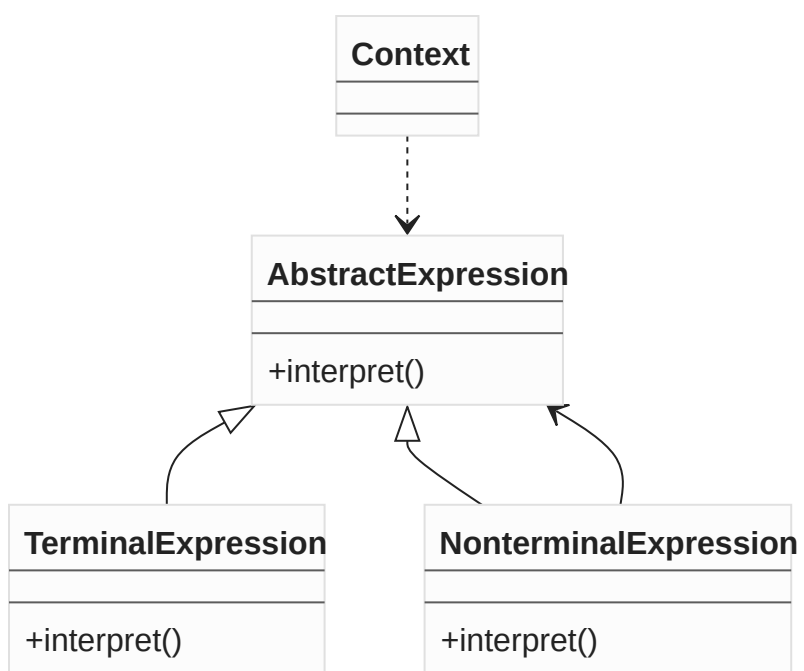 Context
AbstractExpression
+interpret()
TerminalExpression
NonterminalExpression
+interpret()
+interpret()